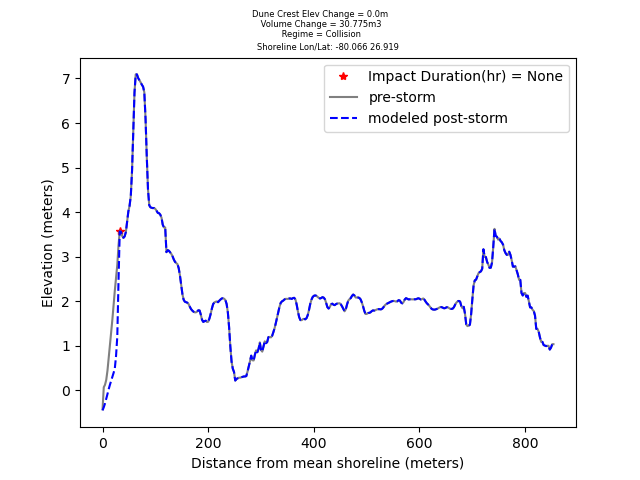 Dune Crest Elev Change = 0.0m
Volume Change = 30.775m3
Regime = Collision
Shoreline Lon/Lat: -80.066 26.919
Impact Duration(hr) = None
pre-storm
modeled post-storm
Elevation (meters)
7
6
5
4
3
2
1
0
0 200 400 600 800
Distance from mean shoreline (meters)